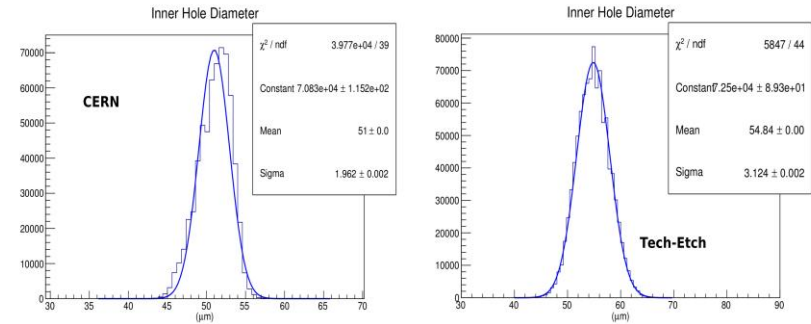 Inner Hole Diameter
χ² / ndf 3.977e+04 / 39
Constant 7.083e+04 ± 1.152e+02
Mean 51 ± 0.0
Sigma 1.962 ± 0.002
CERN
70000
60000
50000
40000
30000
20000
10000
0
30 35 40 45 50 55 60 65 70
(μm)
Inner Hole Diameter
χ² / ndf 5847 / 44
Constant 7.25e+04 ± 8.93e+01
Mean 54.84 ± 0.00
Sigma 3.124 ± 0.002
Tech-Etch
80000
70000
60000
50000
40000
30000
20000
10000
0
30 40 50 60 70 80 90
(μm)